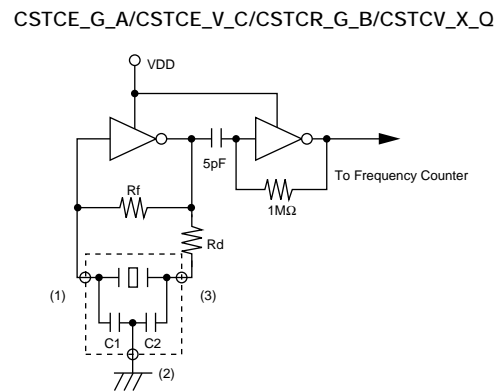 CSTCE_G_A/CSTCE_V_C/CSTCR_G_B/CSTCV_X_Q
VDD
5pF
To Frequency Counter
Rf
1MΩ
Rd
(1)
(3)
C1
C2
(2)